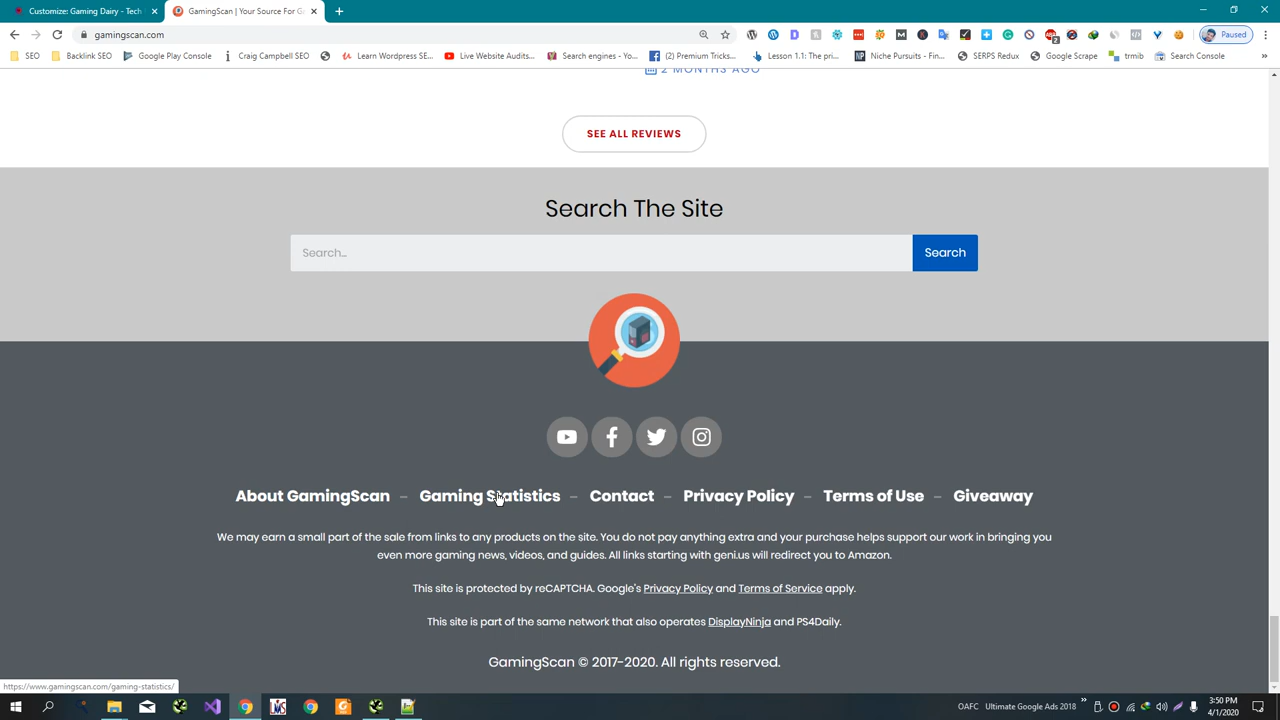 Customize: Gaming Dairy - Tech
GamingScan | Your Source For G
gamingscan.com
Paused
SEO
Backlink SEO
Google Play Console
Craig Campbell SEO
Learn Wordpress SE...
Live Website Audits...
Search engines - Yo...
(2) Premium Tricks...
Lesson 1.1: The pri...
Niche Pursuits - Fin...
SERPS Redux
Google Scrape
trmib
Search Console
2 MONTHS AGO
SEE ALL REVIEWS
Search The Site
Search...
Search
About GamingScan – Gaming Statistics – Contact – Privacy Policy – Terms of Use – Giveaway
We may earn a small part of the sale from links to any products on the site. You do not pay anything extra and your purchase helps support our work in bringing you
even more gaming news, videos, and guides. All links starting with geni.us will redirect you to Amazon.
This site is protected by reCAPTCHA. Google's Privacy Policy and Terms of Service apply.
This site is part of the same network that also operates DisplayNinja and PS4Daily.
GamingScan © 2017-2020. All rights reserved.
https://www.gamingscan.com/gaming-statistics/
OAFC
Ultimate Google Ads 2018
3:50 PM
4/1/2020